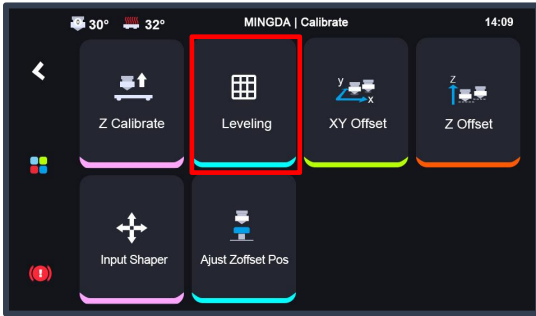 30° 32° MINGDA | Calibrate 14:09
Z Calibrate Leveling XY Offset Z Offset
y x Z
Input Shaper Ajust Zoffset Pos